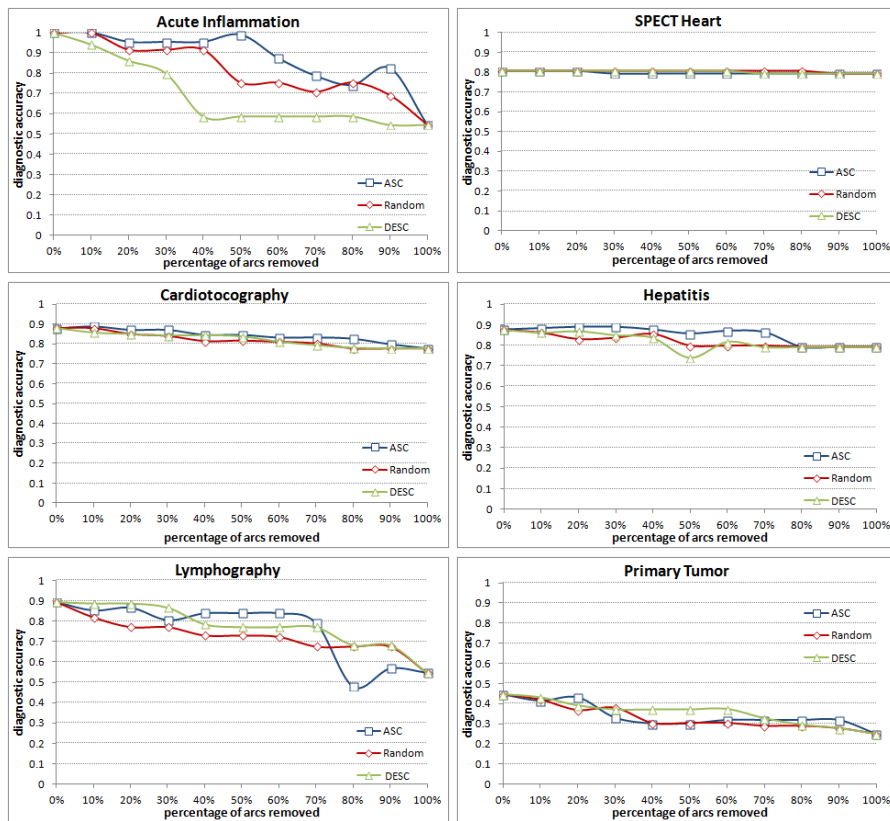 Acute Inflammation
diagnostic accuracy
1
0.9
0.8
0.7
0.6
0.5
0.4
0.3
0.2
0.1
0
ASC
Random
DESC
0% 10% 20% 30% 40% 50% 60% 70% 80% 90% 100%
percentage of arcs removed
SPECT Heart
diagnostic accuracy
1
0.9
0.8
0.7
0.6
0.5
0.4
0.3
0.2
0.1
0
ASC
Random
DESC
0% 10% 20% 30% 40% 50% 60% 70% 80% 90% 100%
percentage of arcs removed
Cardiotocography
diagnostic accuracy
1
0.9
0.8
0.7
0.6
0.5
0.4
0.3
0.2
0.1
0
ASC
Random
DESC
0% 10% 20% 30% 40% 50% 60% 70% 80% 90% 100%
percentage of arcs removed
Hepatitis
diagnostic accuracy
1
0.9
0.8
0.7
0.6
0.5
0.4
0.3
0.2
0.1
0
ASC
Random
DESC
0% 10% 20% 30% 40% 50% 60% 70% 80% 90% 100%
percentage of arcs removed
Lymphography
diagnostic accuracy
1
0.9
0.8
0.7
0.6
0.5
0.4
0.3
0.2
0.1
0
ASC
Random
DESC
0% 10% 20% 30% 40% 50% 60% 70% 80% 90% 100%
percentage of arcs removed
Primary Tumor
diagnostic accuracy
1
0.9
0.8
0.7
0.6
0.5
0.4
0.3
0.2
0.1
0
ASC
Random
DESC
0% 10% 20% 30% 40% 50% 60% 70% 80% 90% 100%
percentage of arcs removed